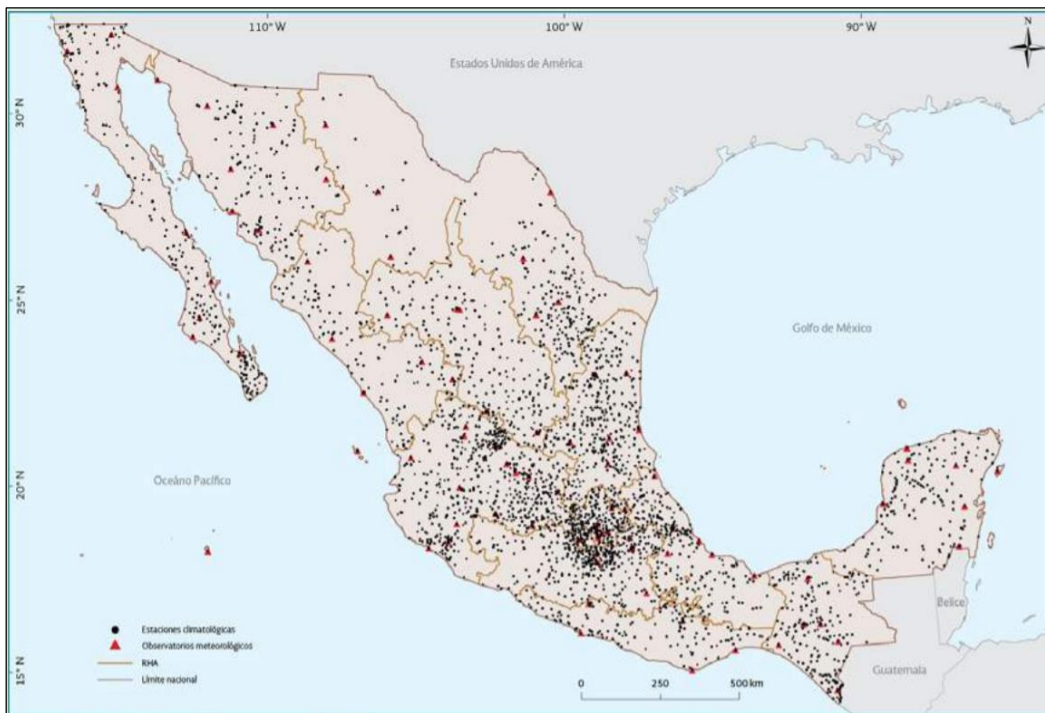 110° W
100° W
90° W
N
Estados Unidos de América
30° N
25° N
Golfo de México
20° N
Oceáno Pacífico
Belice
Estaciones climatológicas
Observatorios meteorológicos
RHA
Límite nacional
Guatemala
15° N
0 250 500 km